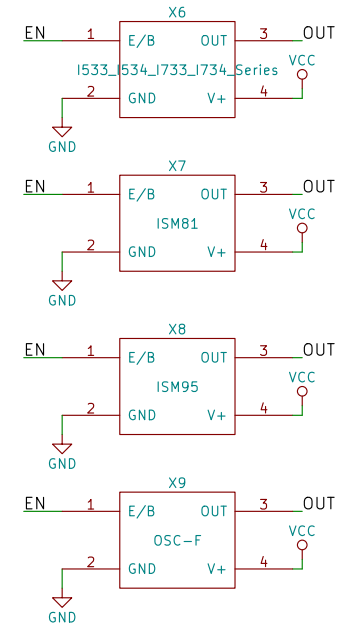 X6
EN 1 E/B OUT 3 OUT
I533_I534_I733_I734_Series VCC
2 GND V+ 4
GND
X7
EN 1 E/B OUT 3 OUT
ISM81 VCC
2 GND V+ 4
GND
X8
EN 1 E/B OUT 3 OUT
ISM95 VCC
2 GND V+ 4
GND
X9
EN 1 E/B OUT 3 OUT
OSC-F VCC
2 GND V+ 4
GND